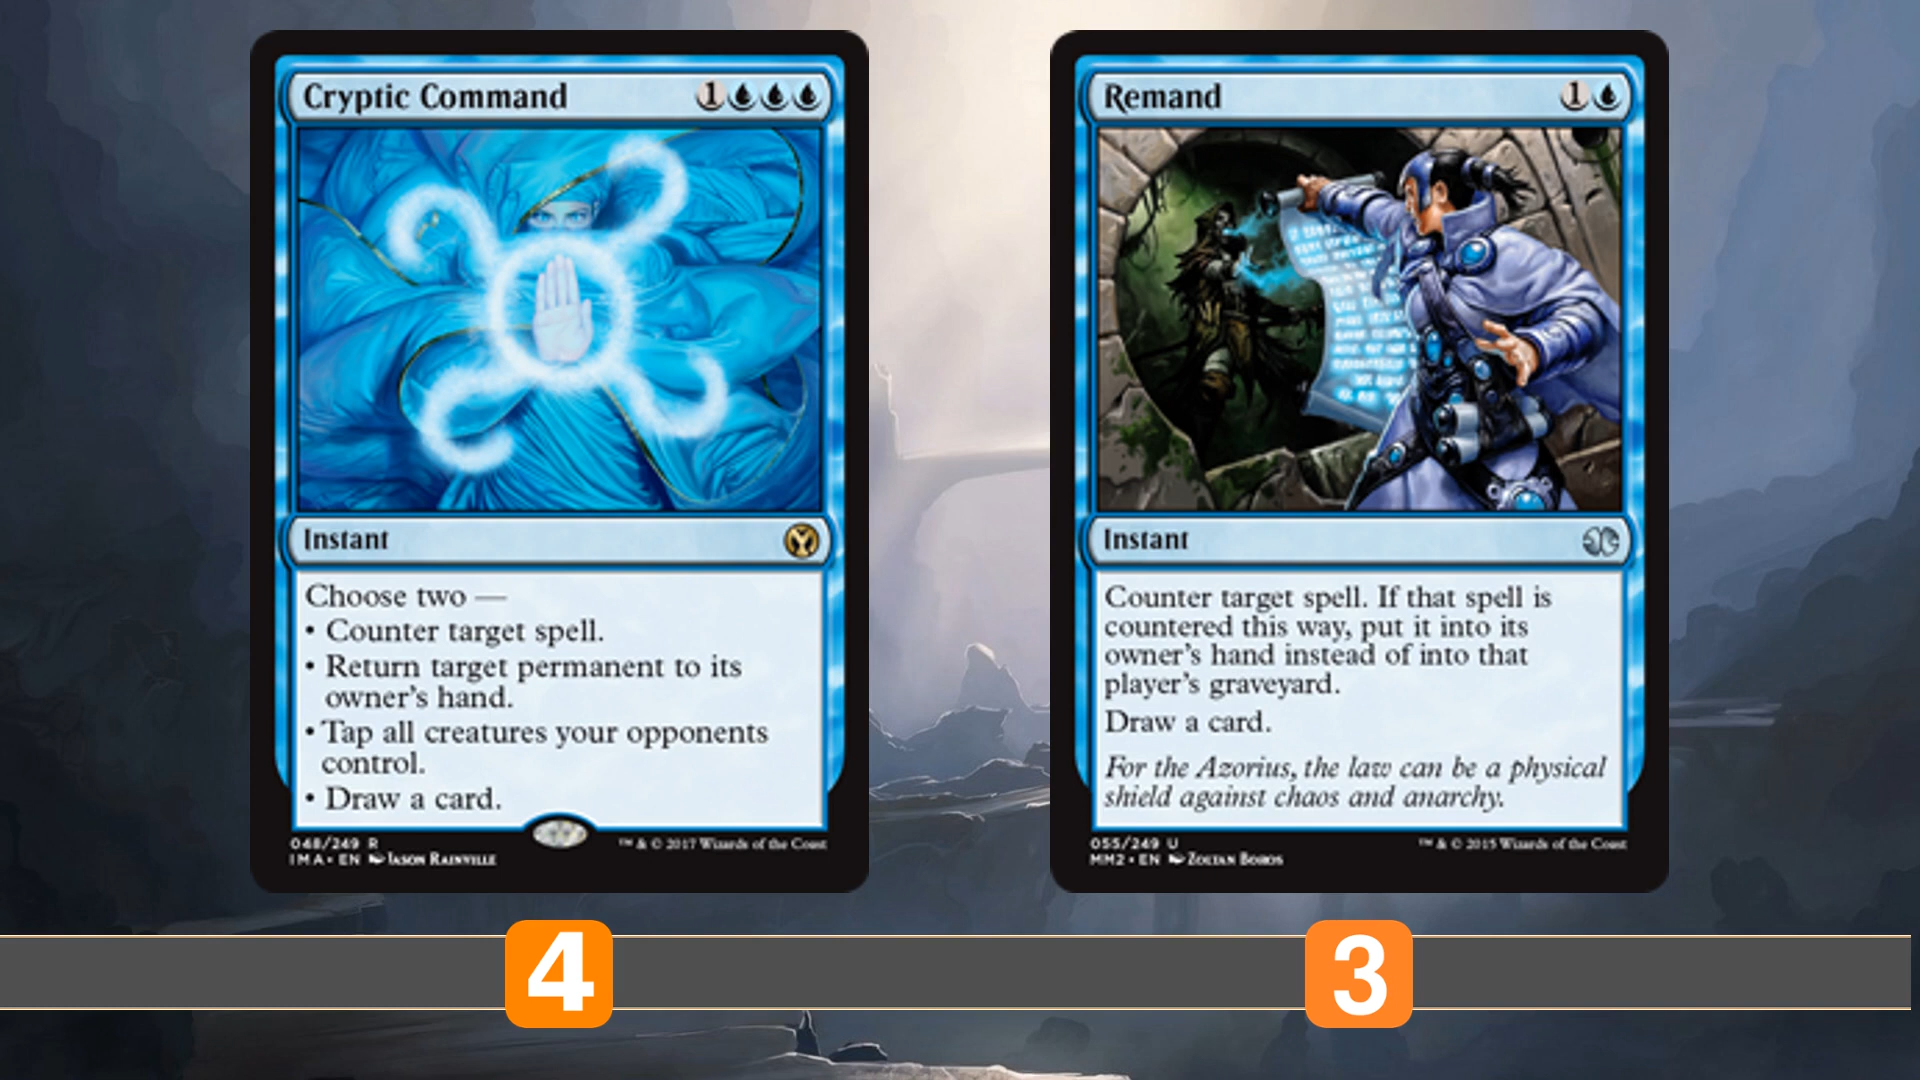 Cryptic Command 1
Instant
Choose two —
• Counter target spell.
• Return target permanent to its
owner's hand.
• Tap all creatures your opponents
control.
• Draw a card.
048/249 R
IMA • EN Jason Rainville
™ & © 2017 Wizards of the Coast
4
Remand 1
Instant
Counter target spell. If that spell is
countered this way, put it into its
owner's hand instead of into that
player's graveyard.
Draw a card.
For the Azorius, the law can be a physical
shield against chaos and anarchy.
055/249 U
MM2 • EN Zoltan Boros
™ & © 2015 Wizards of the Coast
3